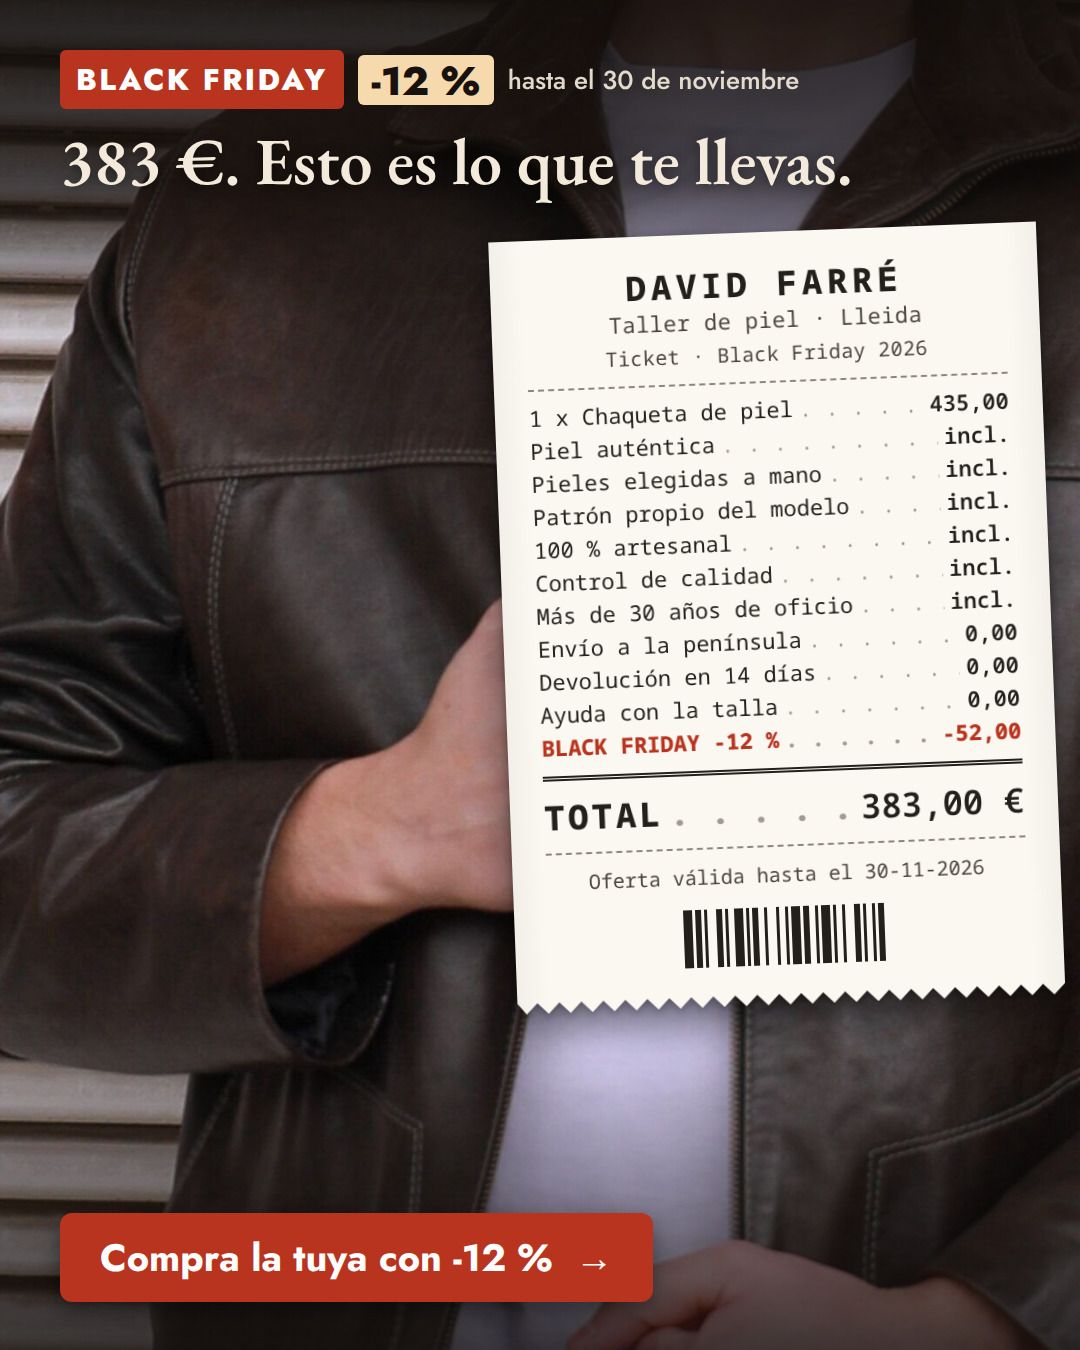 BLACK FRIDAY -12 % hasta el 30 de noviembre
383 €. Esto es lo que te llevas.
DAVID FARRÉ
Taller de piel · Lleida
Ticket · Black Friday 2026
1 x Chaqueta de piel . . . . . 435,00
Piel auténtica . . . . . . . . incl.
Pieles elegidas a mano . . . . incl.
Patrón propio del modelo . . . incl.
100 % artesanal . . . . . . . incl.
Control de calidad . . . . . . incl.
Más de 30 años de oficio . . . incl.
Envío a la península . . . . . 0,00
Devolución en 14 días . . . . . 0,00
Ayuda con la talla . . . . . . 0,00
BLACK FRIDAY -12 % . . . . . . -52,00
TOTAL . . . . . 383,00 €
Oferta válida hasta el 30-11-2026
Compra la tuya con -12 % →